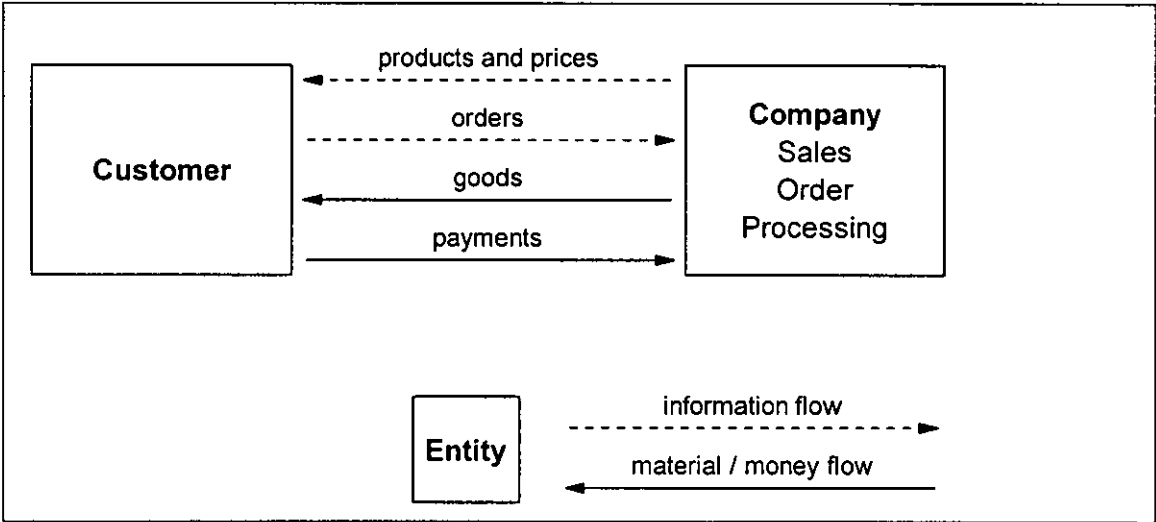 products and prices
orders
goods
payments
Customer
Company
Sales
Order
Processing
Entity
information flow
material / money flow